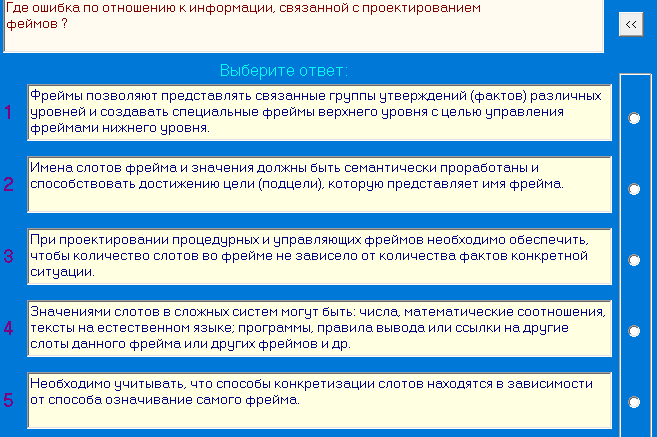 Где ошибка по отношению к информации, связанной с проектированием
феймов ?
<<
Выберите ответ:
1
Фреймы позволяют представлять связанные группы утверждений (фактов) различных
уровней и создавать специальные фреймы верхнего уровня с целью управления
фреймами нижнего уровня.
2
Имена слотов фрейма и значения должны быть семантически проработаны и
способствовать достижению цели (подцели), которую представляет имя фрейма.
3
При проектировании процедурных и управляющих фреймов необходимо обеспечить,
чтобы количество слотов во фрейме не зависело от количества фактов конкретной
ситуации.
4
Значениями слотов в сложных систем могут быть: числа, математические соотношения,
тексты на естественном языке; программы, правила вывода или ссылки на другие
слоты данного фрейма или других фреймов и др.
5
Необходимо учитывать, что способы конкретизации слотов находятся в зависимости
от способа означивания самого фрейма.